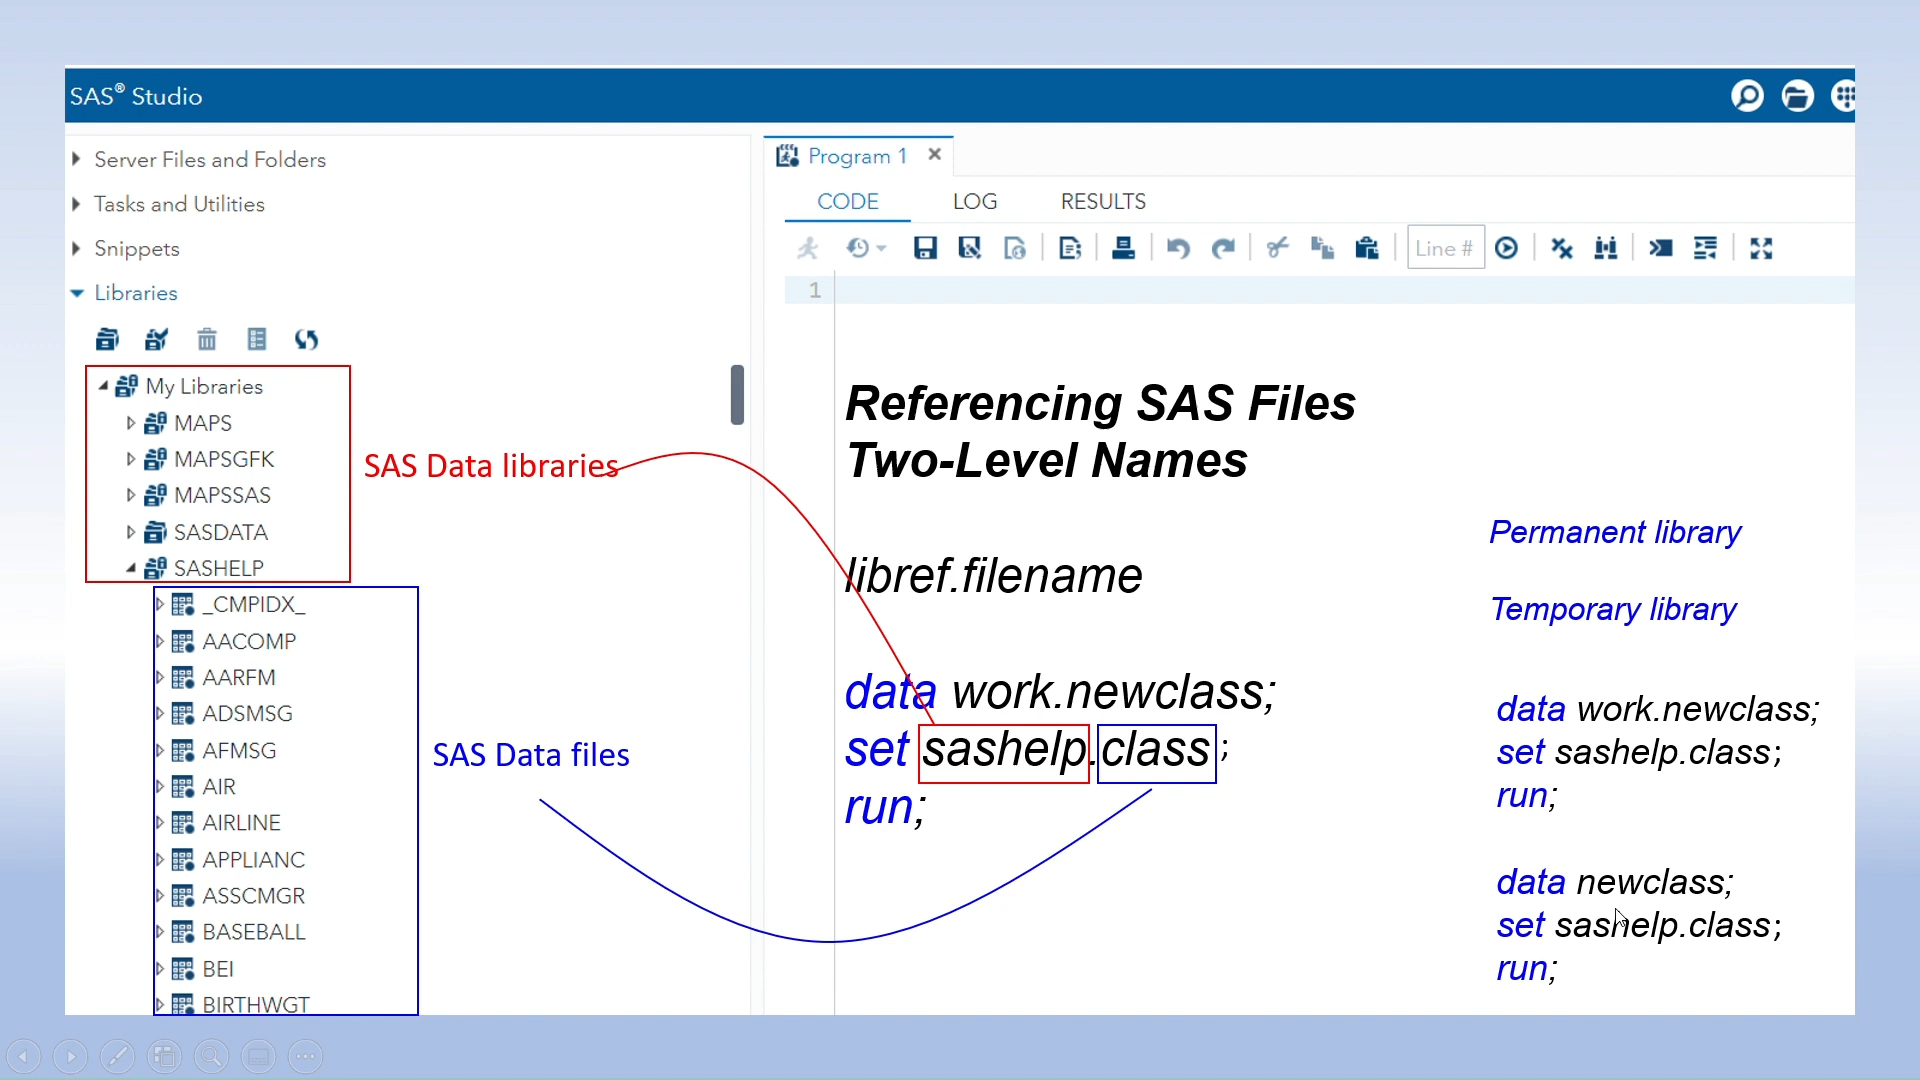 SAS® Studio
Server Files and Folders
Tasks and Utilities
Snippets
Libraries
My Libraries
MAPS
MAPSGFK
MAPSSAS
SASDATA
SASHELP
_CMPIDX_
AACOMP
AARFM
ADSMSG
AFMSG
AIR
AIRLINE
APPLIANC
ASSCMGR
BASEBALL
BEI
BIRTHWGT
SAS Data libraries
SAS Data files
Program 1
CODE LOG RESULTS
Line #
1
Referencing SAS Files
Two-Level Names
libref.filename
data work.newclass;
set sashelp.class;
run;
Permanent library
Temporary library
data work.newclass;
set sashelp.class;
run;
data newclass;
set sashelp.class;
run;